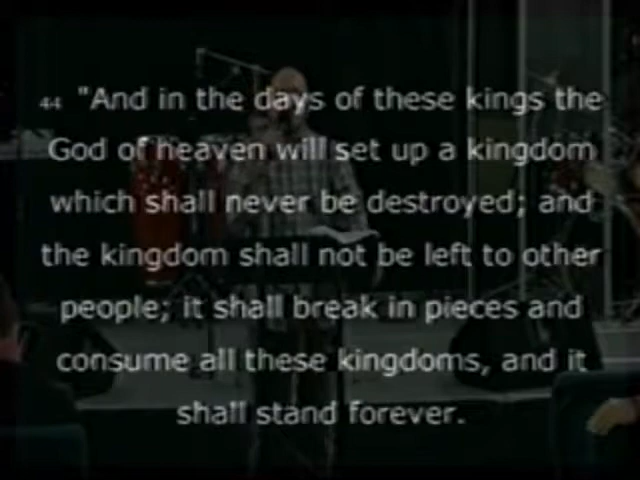 44 "And in the days of these kings the
God of heaven will set up a kingdom
which shall never be destroyed; and
the kingdom shall not be left to other
people; it shall break in pieces and
consume all these kingdoms, and it
shall stand forever.